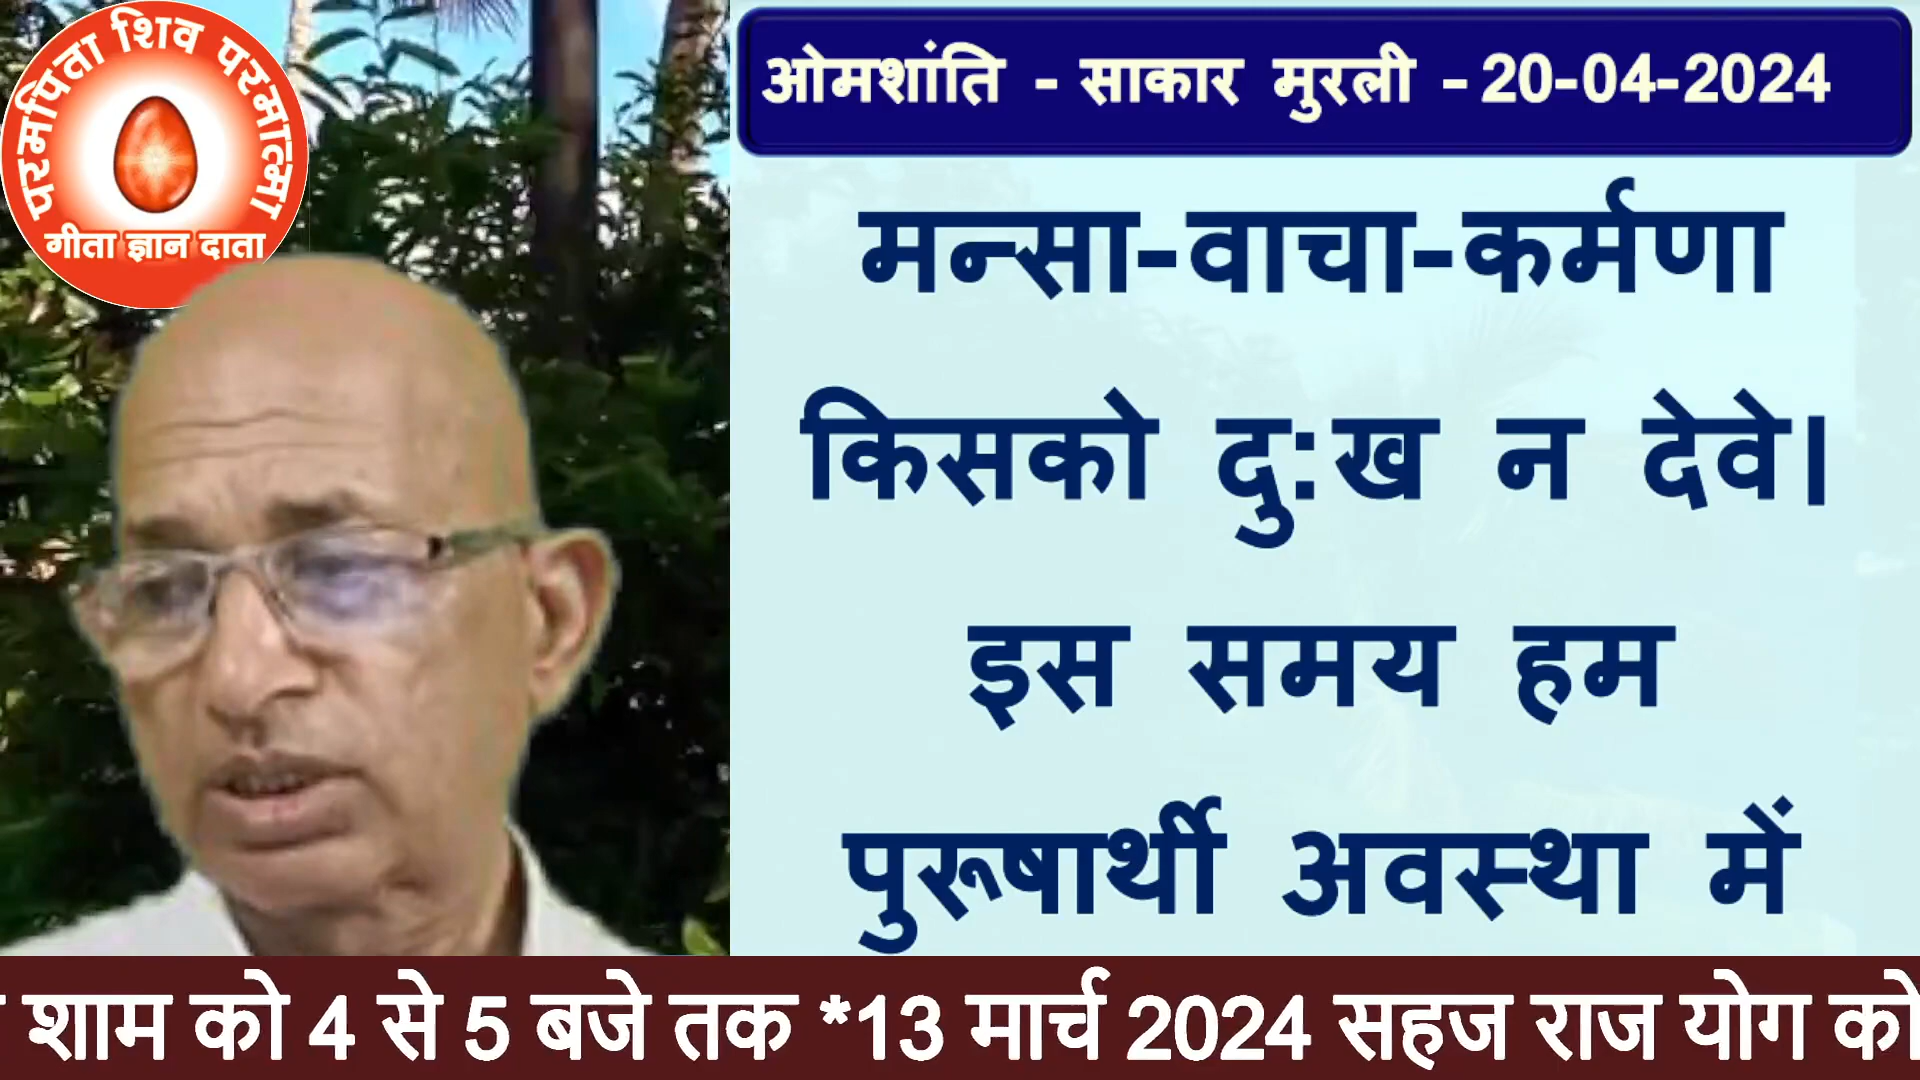 परमपिता शिव परमात्मा
गीता ज्ञान दाता
ओमशांति - साकार मुरली - 20-04-2024
मन्सा-वाचा-कर्मणा
किसको दु:ख न देवे।
इस समय हम
पुरूषार्थी अवस्था में
शाम को 4 से 5 बजे तक *13 मार्च 2024 सहज राज योग को